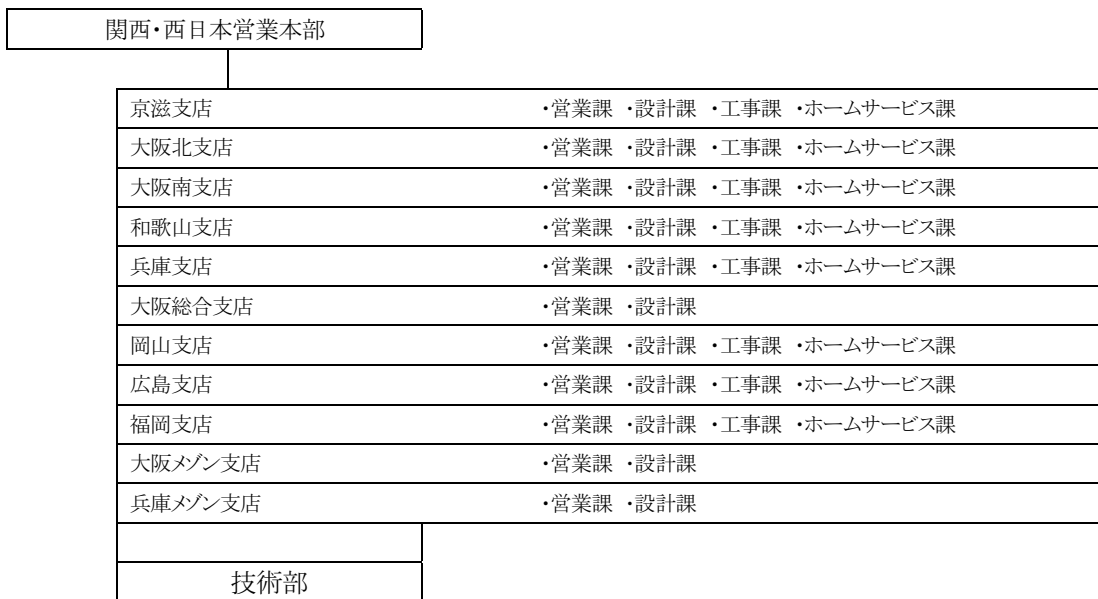 関西・西日本営業本部
京滋支店 ・営業課 ・設計課 ・工事課 ・ホームサービス課
大阪北支店 ・営業課 ・設計課 ・工事課 ・ホームサービス課
大阪南支店 ・営業課 ・設計課 ・工事課 ・ホームサービス課
和歌山支店 ・営業課 ・設計課 ・工事課 ・ホームサービス課
兵庫支店 ・営業課 ・設計課 ・工事課 ・ホームサービス課
大阪総合支店 ・営業課 ・設計課
岡山支店 ・営業課 ・設計課 ・工事課 ・ホームサービス課
広島支店 ・営業課 ・設計課 ・工事課 ・ホームサービス課
福岡支店 ・営業課 ・設計課 ・工事課 ・ホームサービス課
大阪メゾン支店 ・営業課 ・設計課
兵庫メゾン支店 ・営業課 ・設計課
技術部